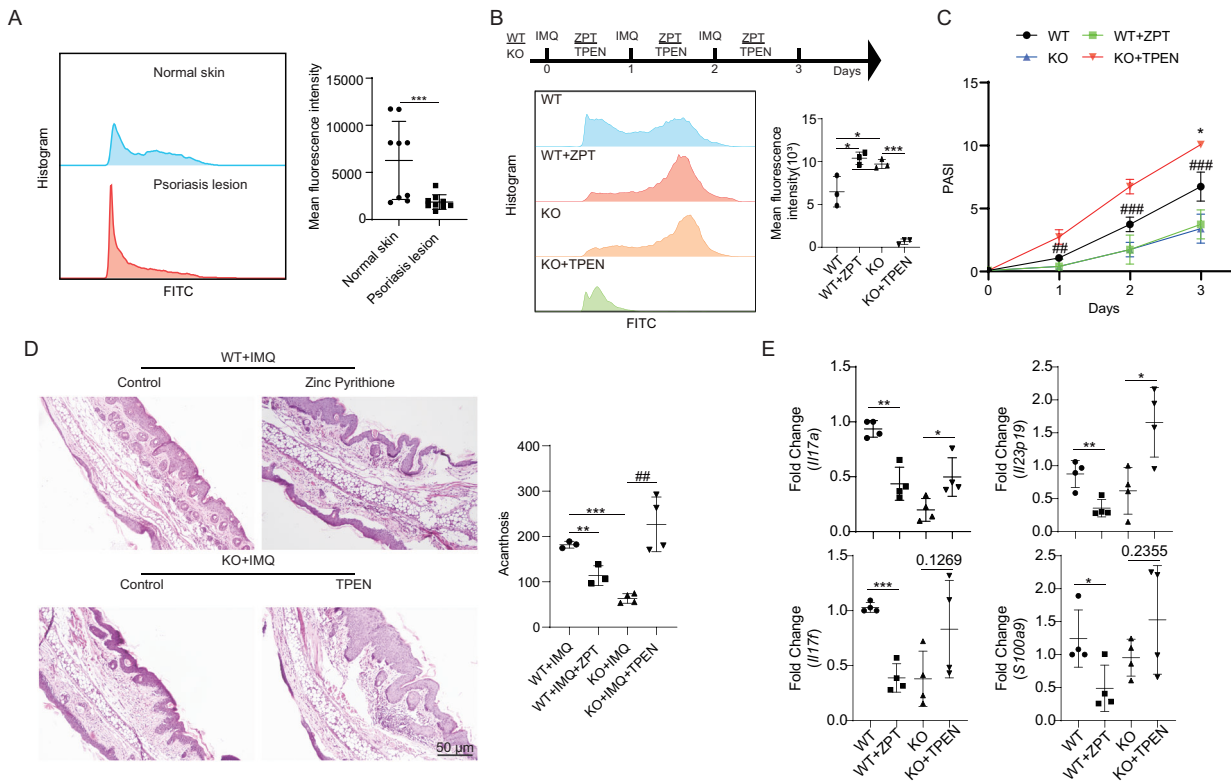 A
Normal skin
Psoriasis lesion
Histogram
FITC
Mean fluorescence intensity
15000
10000
5000
0
***
Normal skin
Psoriasis lesion
B
WT
KO
IMQ
ZPT
TPEN
IMQ
ZPT
TPEN
IMQ
ZPT
TPEN
0
1
2
3
Days
WT
WT+ZPT
KO
KO+TPEN
Histogram
FITC
Mean fluorescence
intensity(10³)
15
10
5
0
*
*
***
WT
WT+ZPT
KO
KO+TPEN
C
WT
WT+ZPT
KO
KO+TPEN
PASI
15
10
5
0
##
###
###
*
0
1
2
3
Days
D
WT+IMQ
Control
Zinc Pyrithione
KO+IMQ
Control
TPEN
50 µm
Acanthosis
400
300
200
100
0
***
**
##
WT+IMQ
WT+IMQ+ZPT
KO+IMQ
KO+IMQ+TPEN
E
Fold Change
(Il17a)
1.5
1.0
0.5
0.0
**
*
Fold Change
(Il23p19)
2.5
2.0
1.5
1.0
0.5
0.0
**
*
Fold Change
(Il17f)
1.5
1.0
0.5
0.0
***
0.1269
WT
WT+ZPT
KO
KO+TPEN
Fold Change
(S100a9)
2.5
2.0
1.5
1.0
0.5
0.0
*
0.2355
WT
WT+ZPT
KO
KO+TPEN